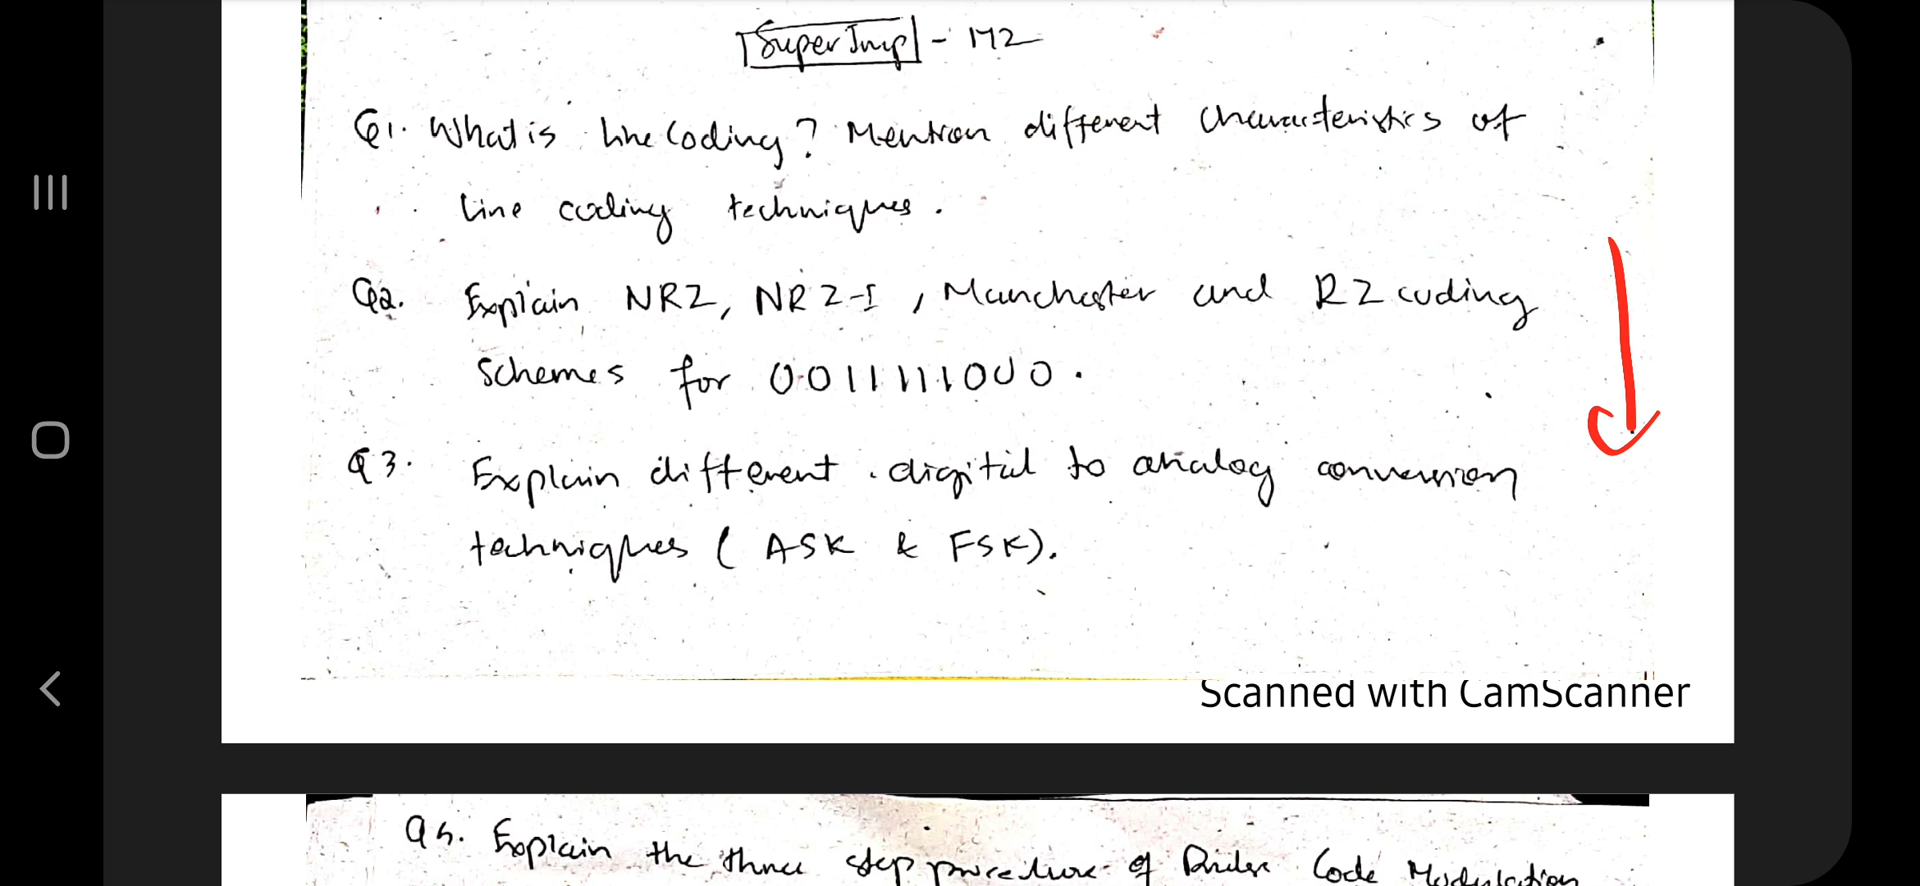 Super Imp - M2
Q1. What is line coding? Mention different characteristics of
line coding techniques.
Q2. Explain NRZ, NRZ-I, Manchester and RZ coding
schemes for 0011111000.
Q3. Explain different digital to analog conversion
techniques (ASK & FSK).
Scanned with CamScanner
Explain the three step procedure of Code Modulation